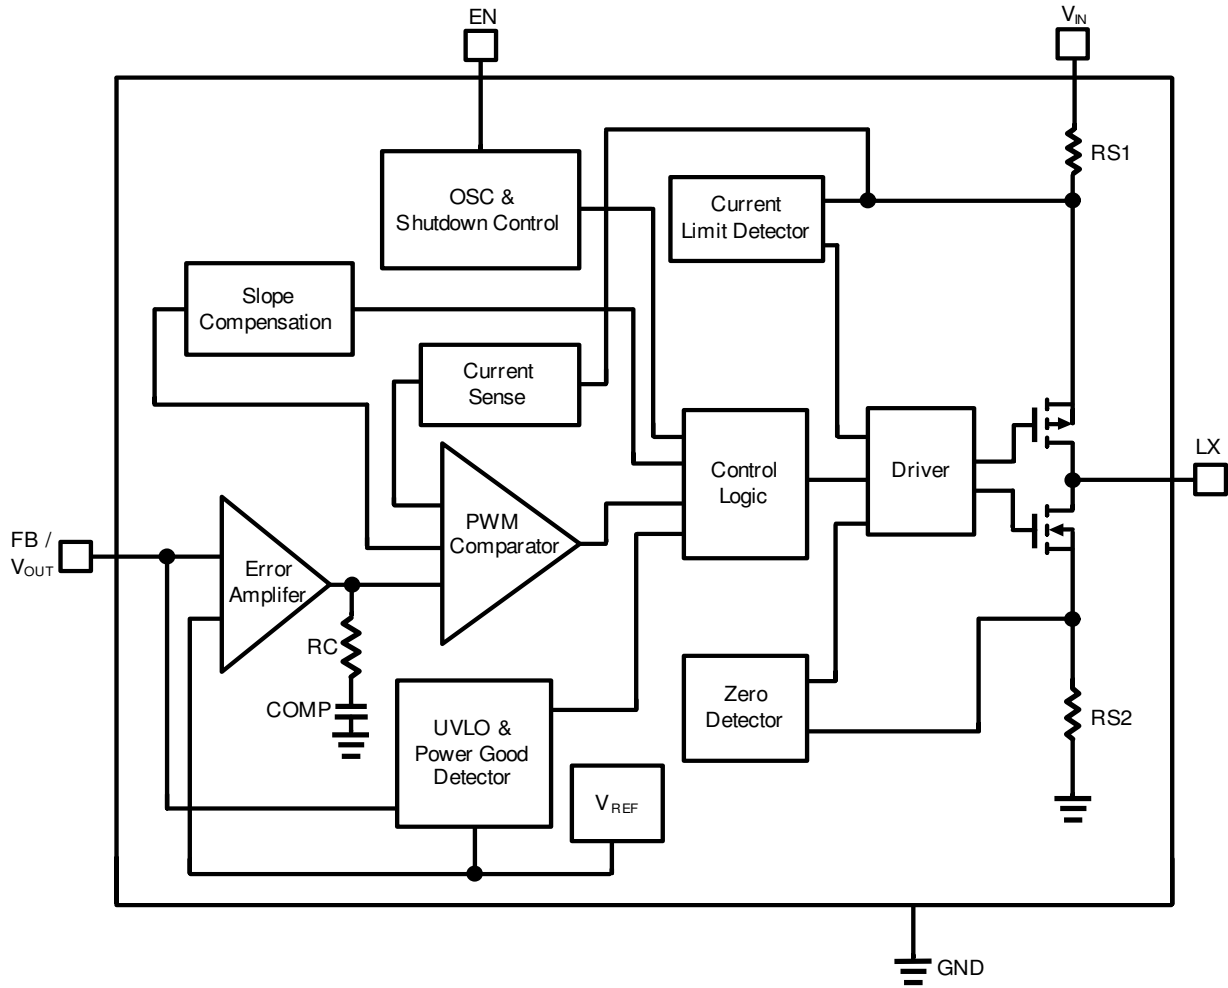 EN
VIN
RS1
OSC &
Shutdown Control
Current
Limit Detector
Slope
Compensation
Current
Sense
Control
Logic
Driver
LX
PWM
Comparator
FB /
VOUT
Error
Amplifer
RC
COMP
UVLO &
Power Good
Detector
VREF
Zero
Detector
RS2
GND